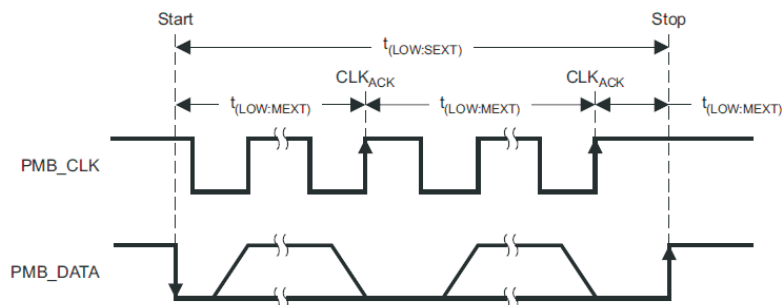 Start Stop
t(LOW:SEXT)
CLKACK CLKACK
t(LOW:MEXT) t(LOW:MEXT) t(LOW:MEXT)
PMB_CLK
PMB_DATA